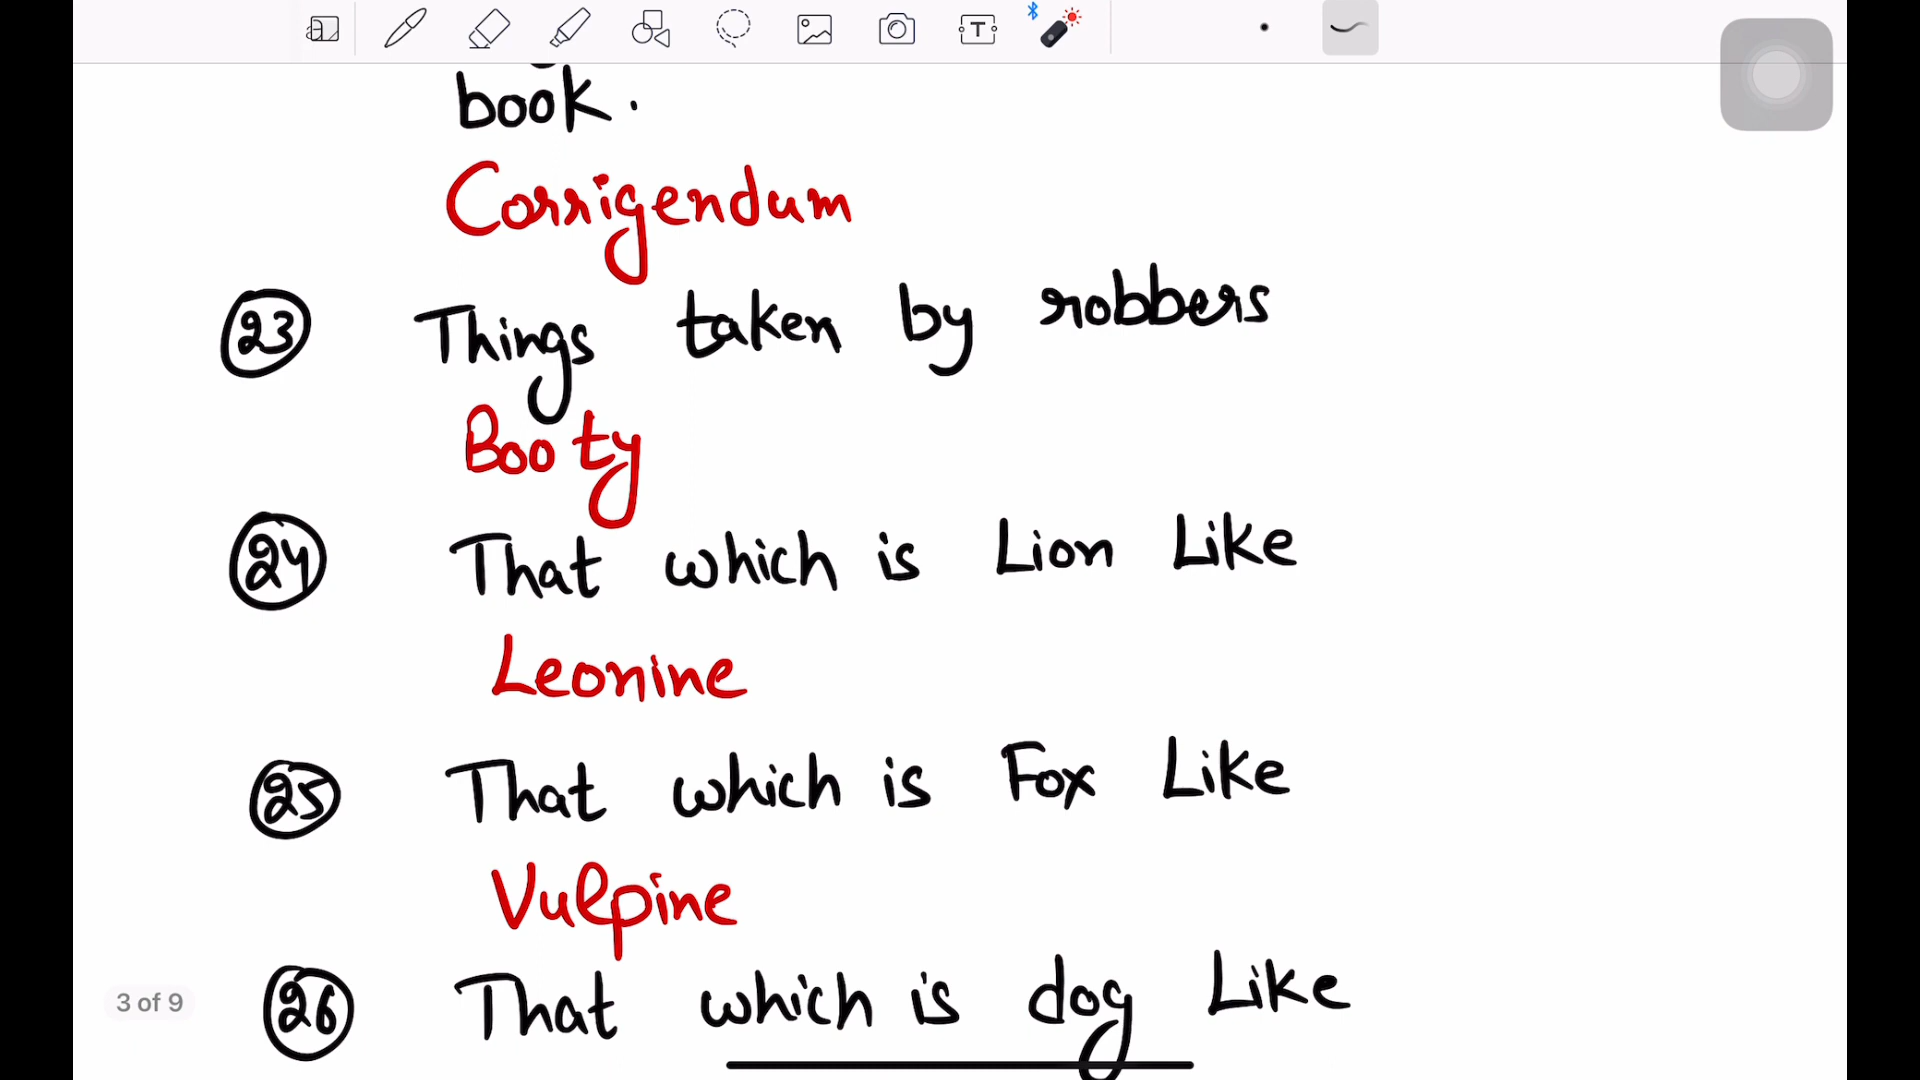 book.
Corrigendum
23 Things taken by robbers
Booty
24 That which is Lion Like
Leonine
25 That which is Fox Like
Vulpine
3 of 9
26 That which is dog Like